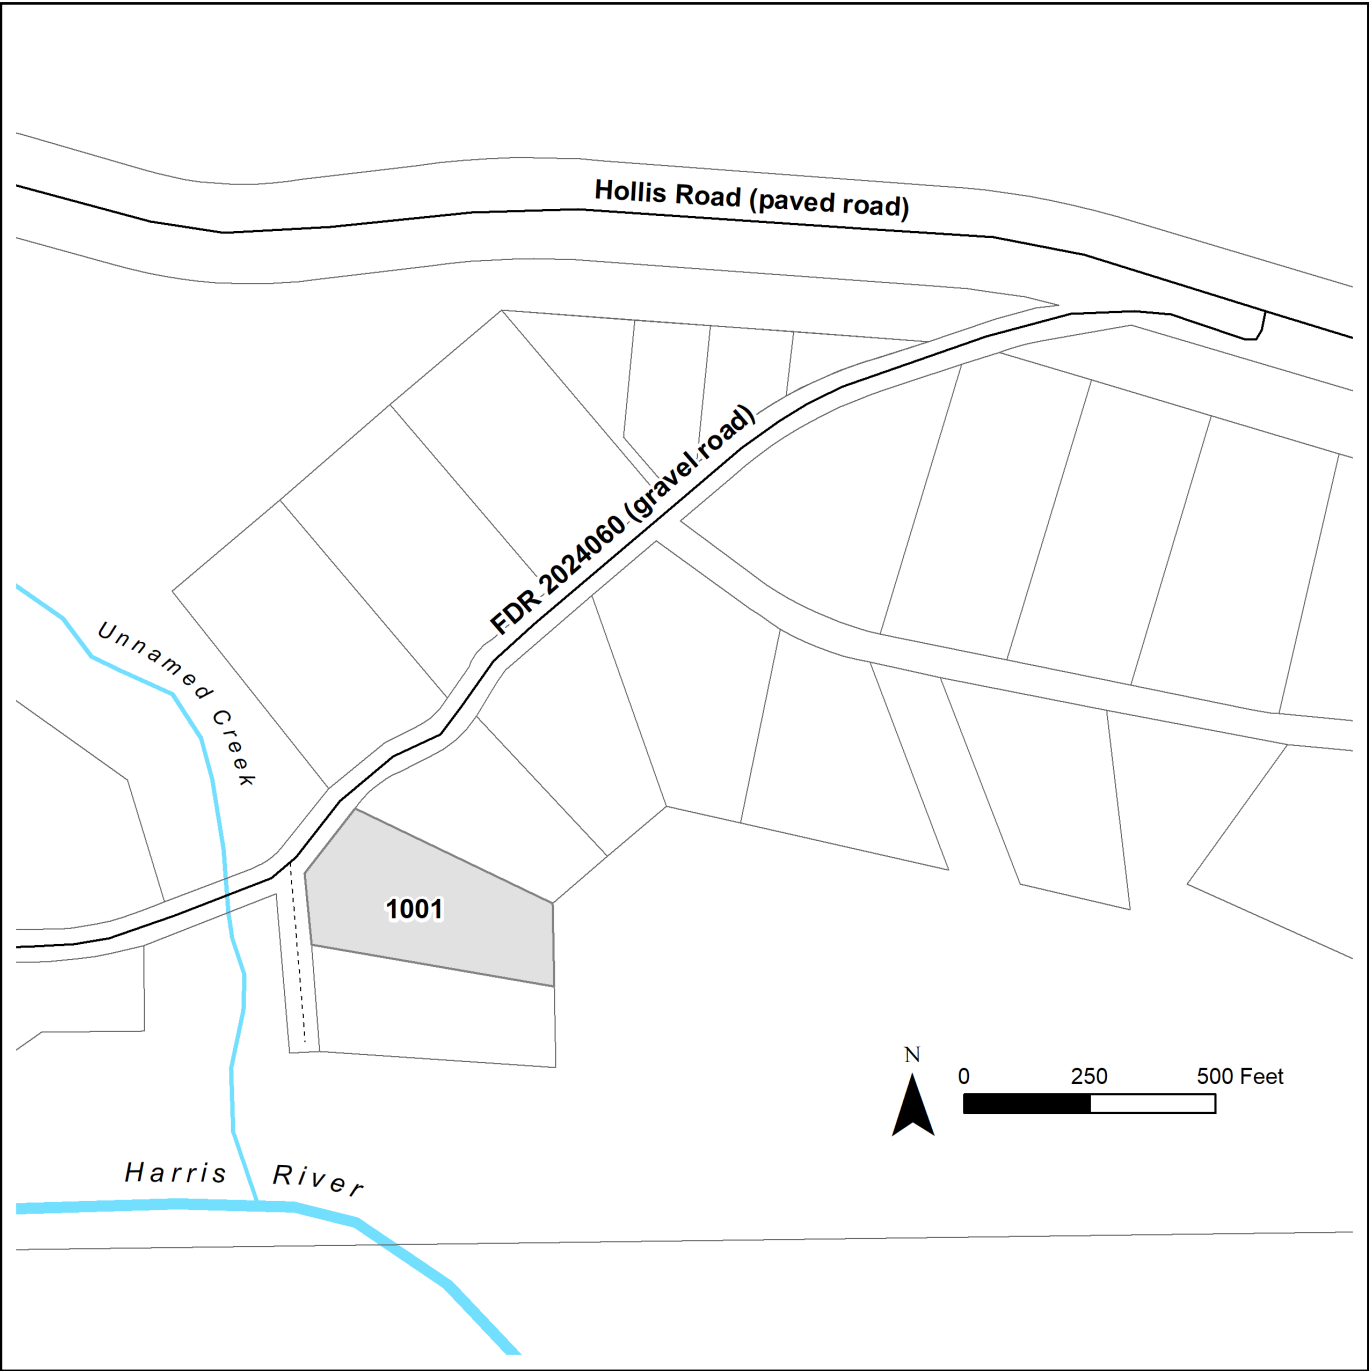 Hollis Road (paved road)
FDR 2024060 (gravel road)
Unnamed Creek
1001
N
0 250 500 Feet
Harris River